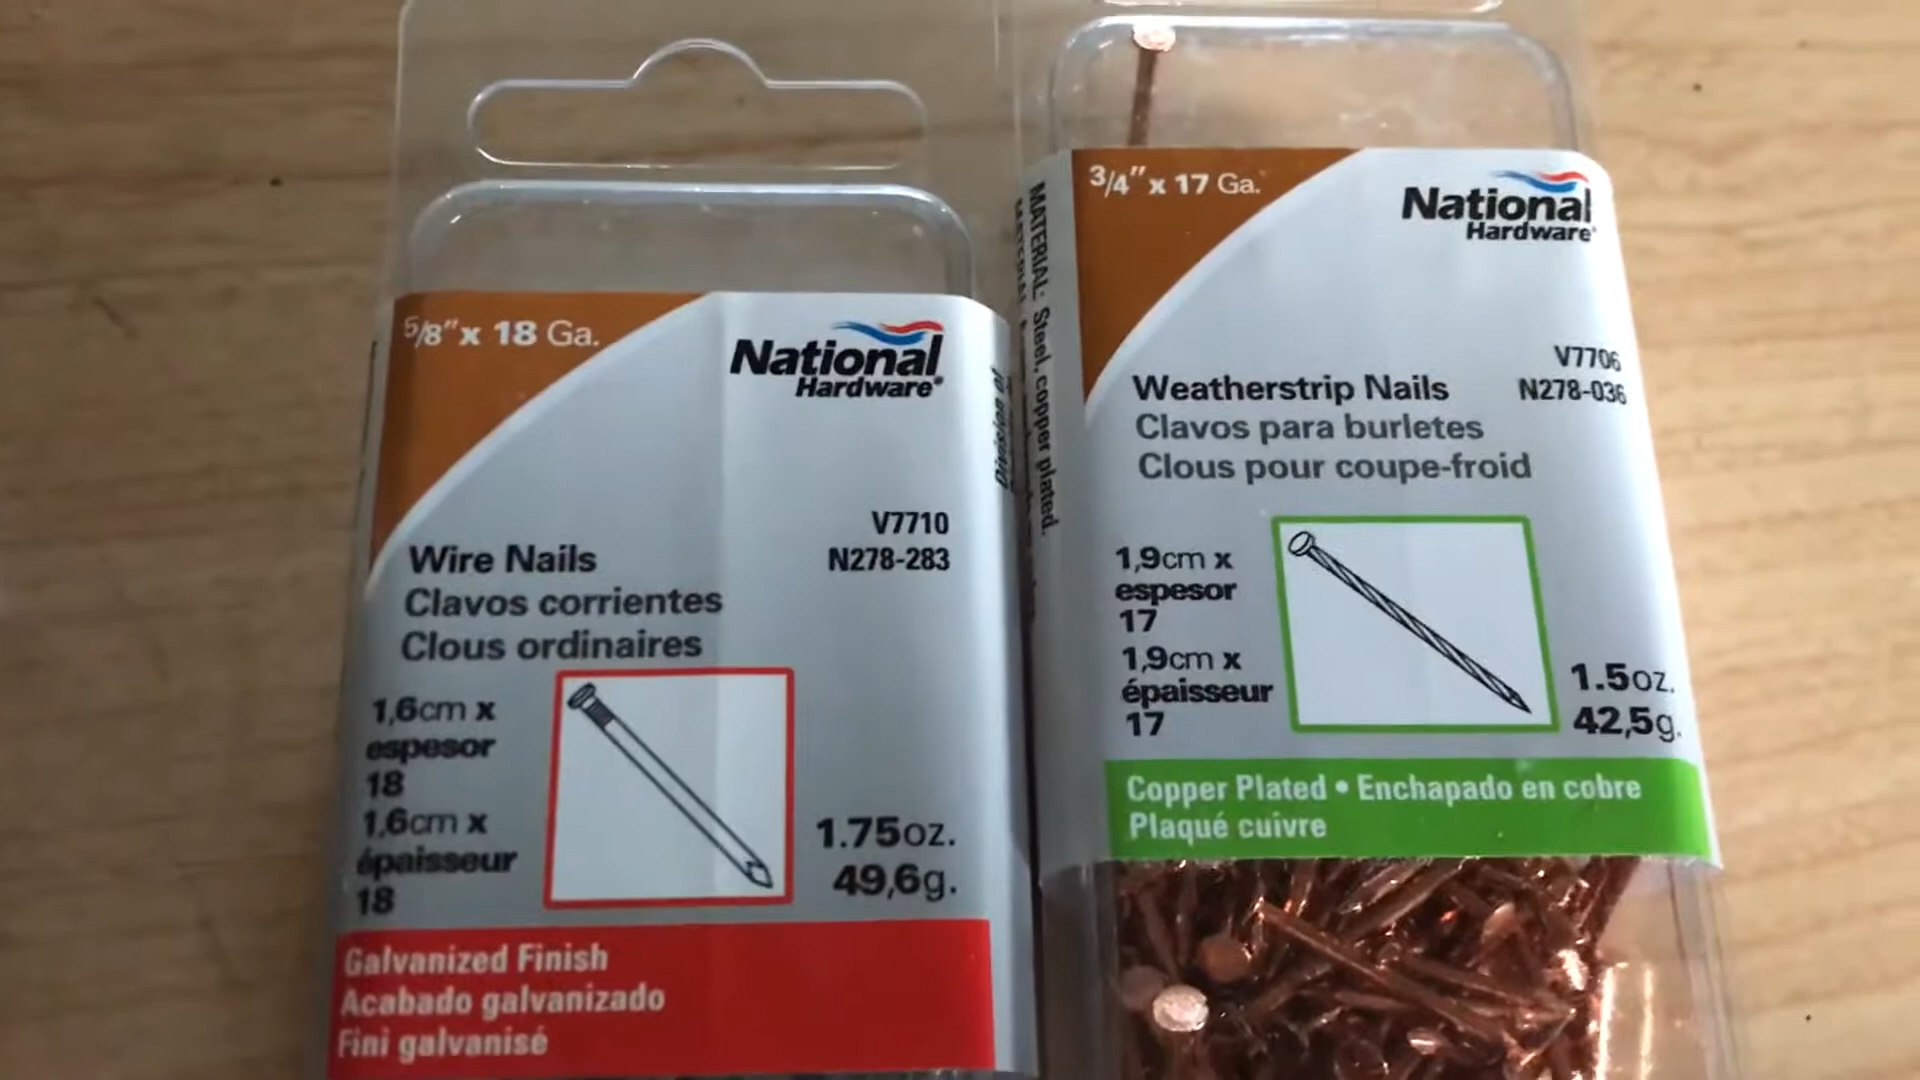 5/8" x 18 Ga.
National
Hardware®
V7710
N278-283
Wire Nails
Clavos corrientes
Clous ordinaires
1,6cm x
espesor
18
1,6cm x
épaisseur
18
1.75oz.
49,6g.
Galvanized Finish
Acabado galvanizado
Fini galvanisé
Division of
MATERIAL: Steel, copper plated.
MATERIAL
3/4" x 17 Ga.
National
Hardware®
V7706
N278-036
Weatherstrip Nails
Clavos para burletes
Clous pour coupe-froid
1,9cm x
espesor
17
1,9cm x
épaisseur
17
1.5oz.
42,5g.
Copper Plated • Enchapado en cobre
Plaqué cuivre